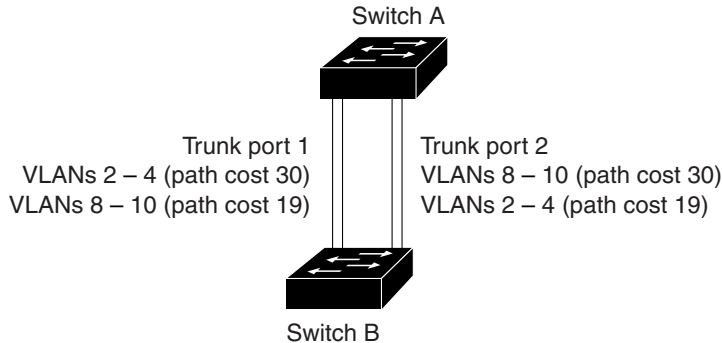 Switch A
Trunk port 1
VLANs 2 – 4 (path cost 30)
VLANs 8 – 10 (path cost 19)
Trunk port 2
VLANs 8 – 10 (path cost 30)
VLANs 2 – 4 (path cost 19)
Switch B